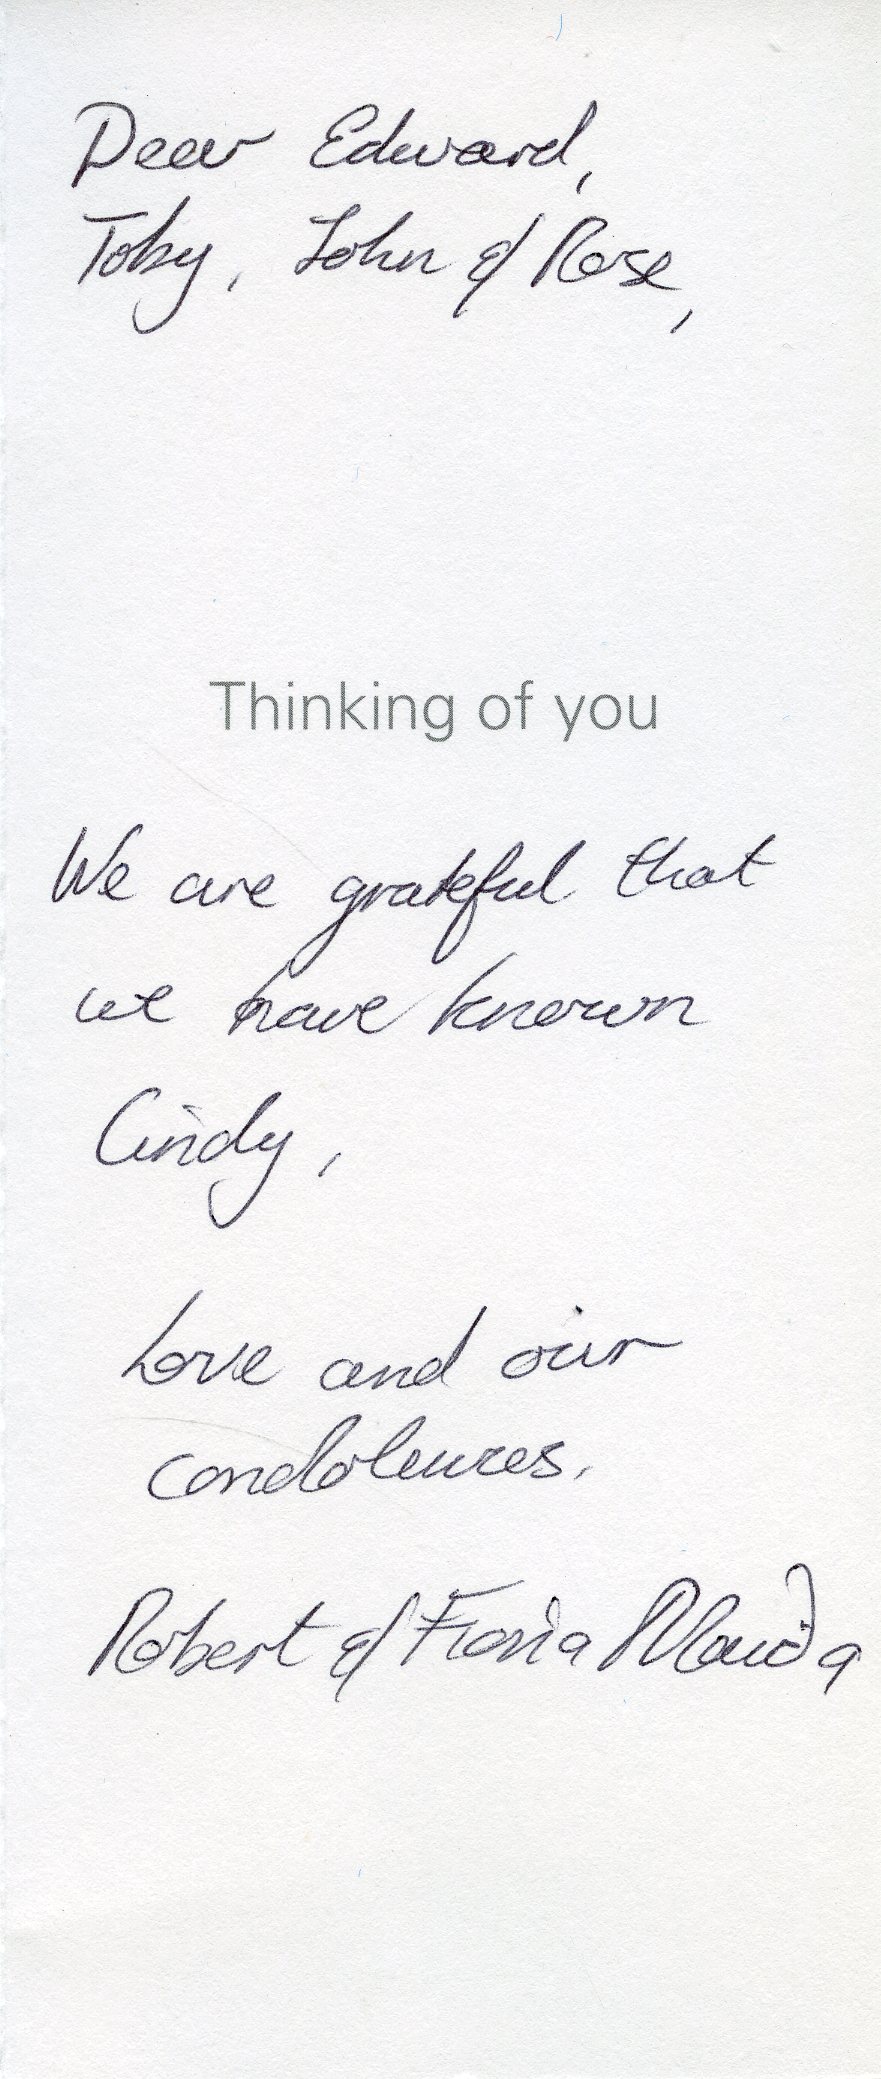 Dear Edward,
Toby, John & Rose,
Thinking of you
We are grateful that
we have known
Cindy,
Love and our
condolences.
Robert & Fiona